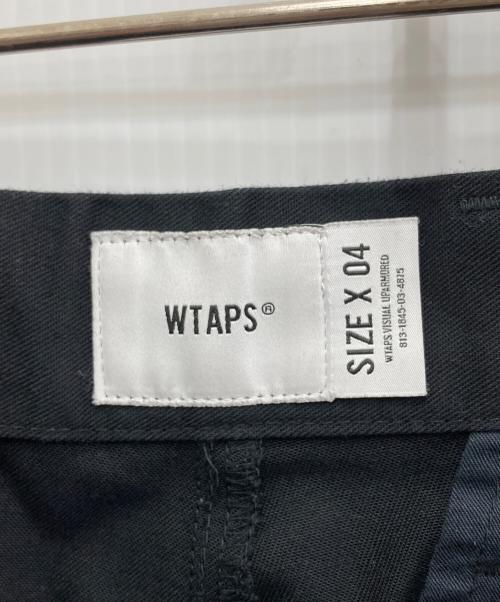 WTAPS®
SIZE X 04
WTAPS VISUAL UPARMORED
813-1845-03-4815